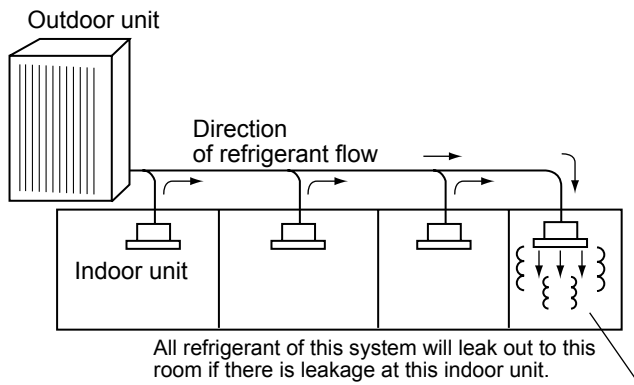 Outdoor unit
Direction
of refrigerant flow
Indoor unit
All refrigerant of this system will leak out to this
room if there is leakage at this indoor unit.